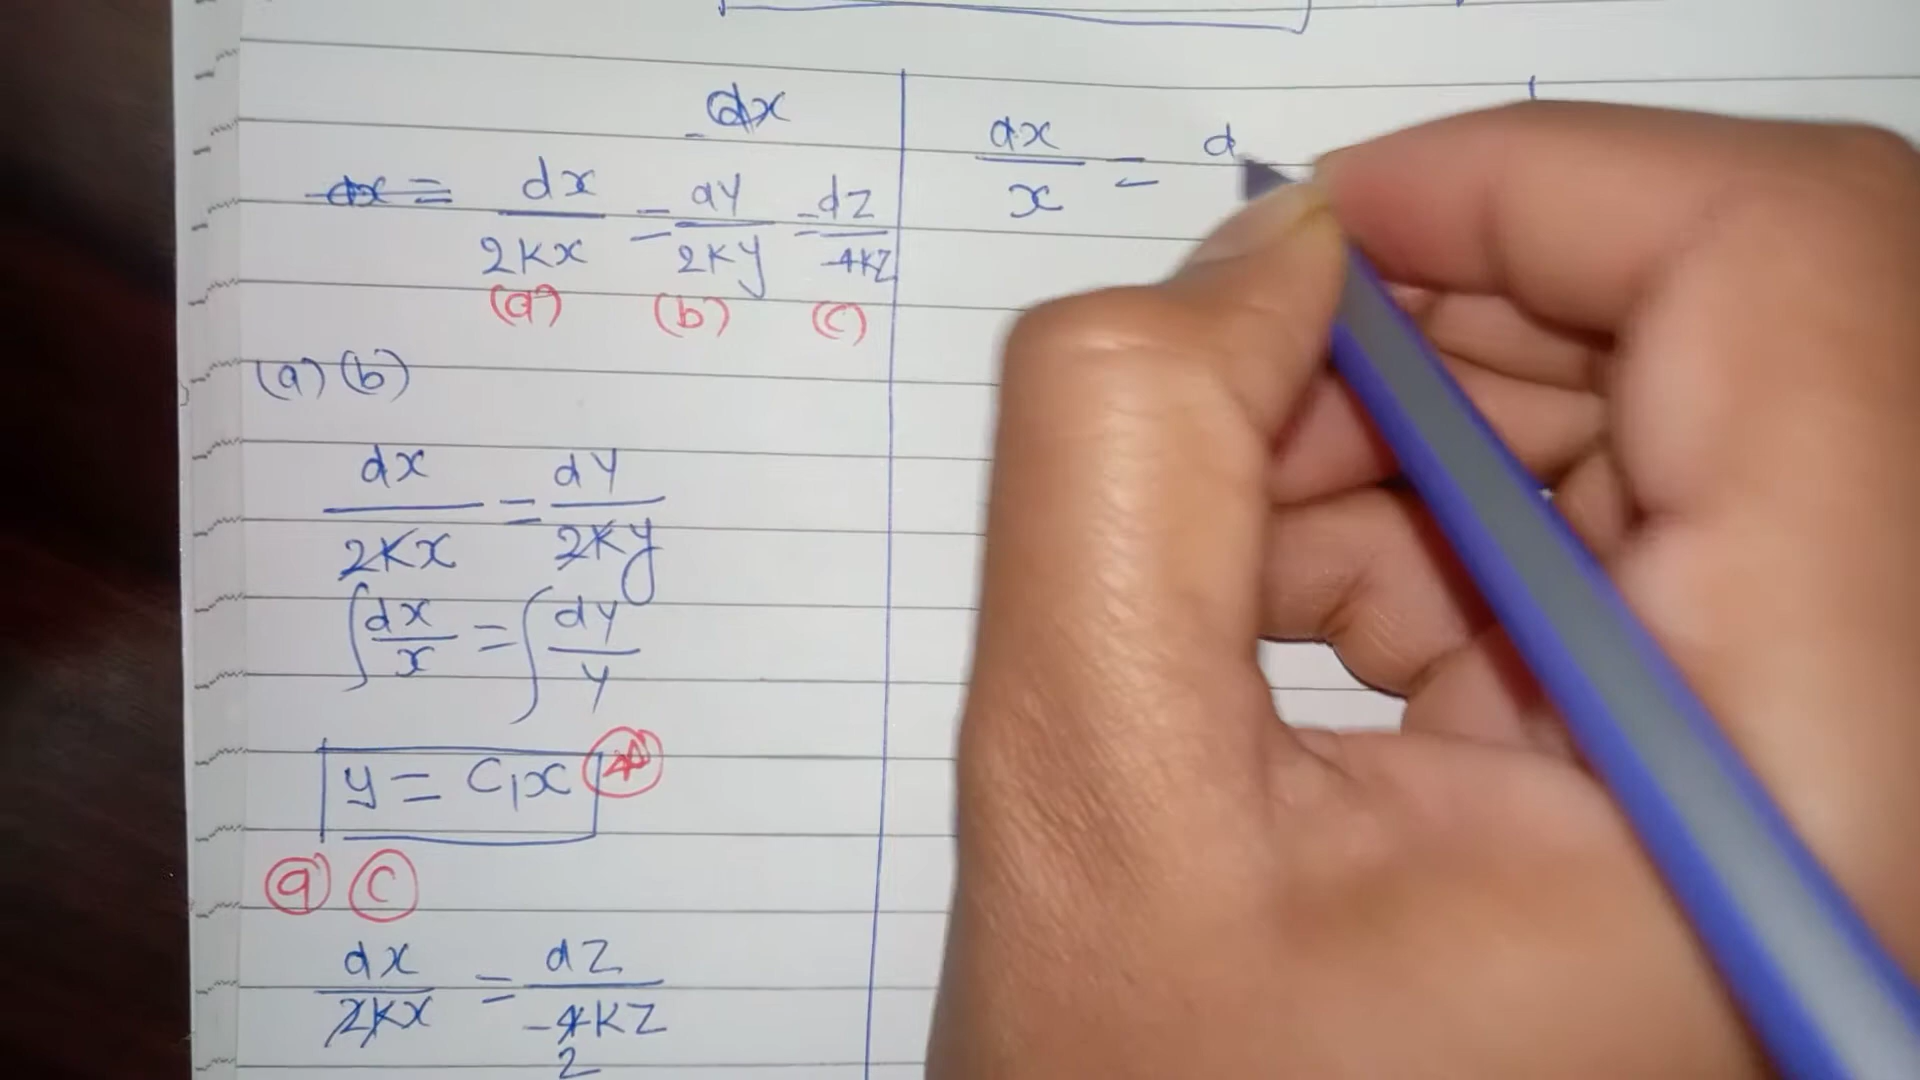 dx
dx = dx/2Kx = dy/2Ky = dz/-4KZ
(a) (b) (c)
(a) (b)
dx/2Kx = dy/2Ky
∫dx/x = ∫dy/y
y = C₁x
a c
dx/2Kx = dz/-4KZ
2
dx/x = d